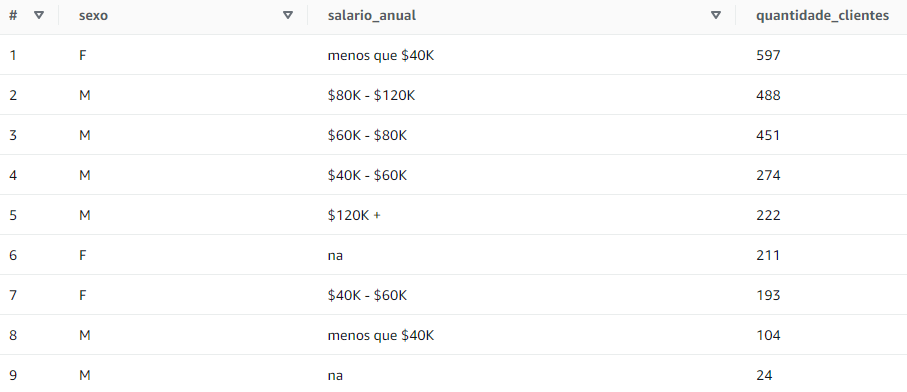 # sexo salario_anual quantidade_clientes
1 F menos que $40K 597
2 M $80K - $120K 488
3 M $60K - $80K 451
4 M $40K - $60K 274
5 M $120K + 222
6 F na 211
7 F $40K - $60K 193
8 M menos que $40K 104
9 M na 24